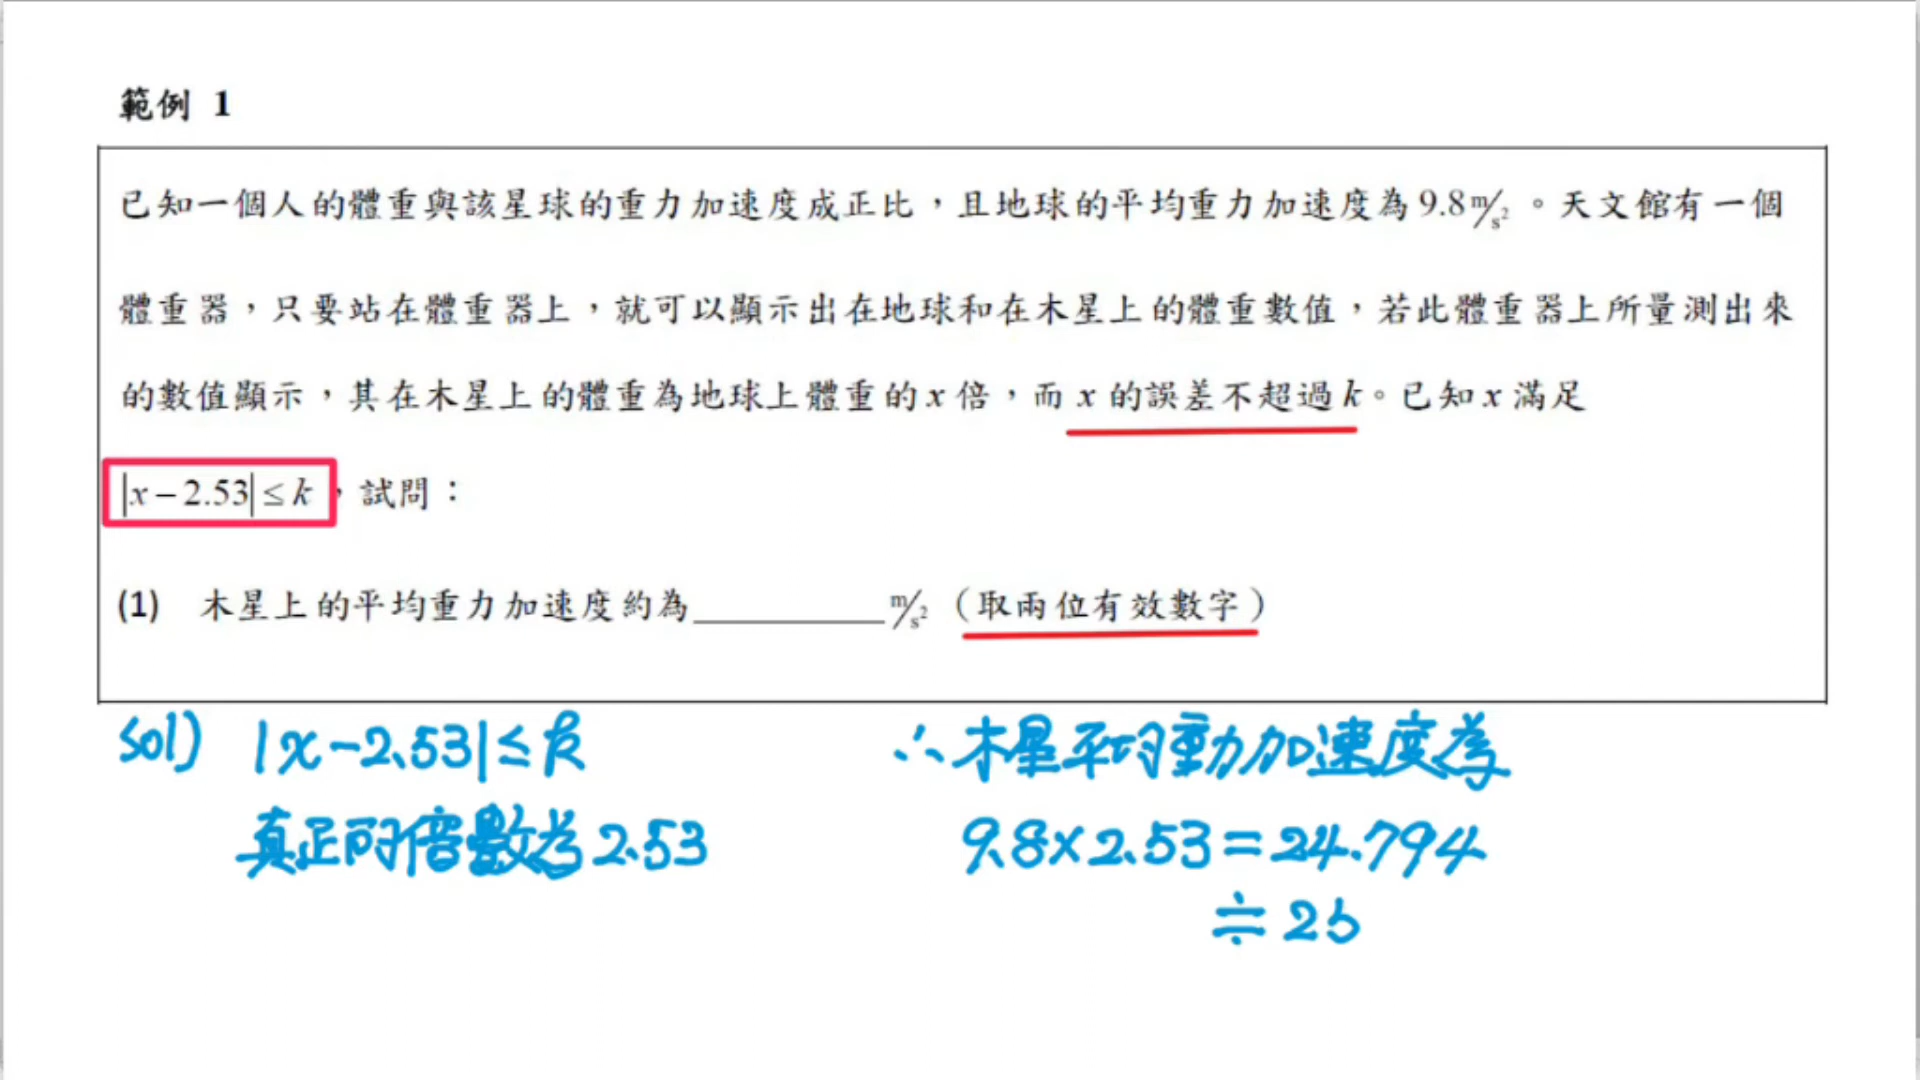 範例 1
已知一個人的體重與該星球的重力加速度成正比，且地球的平均重力加速度為9.8 m/s²。天文館有一個
體重器，只要站在體重器上，就可以顯示出在地球和在木星上的體重數值，若此體重器上所量測出來
的數值顯示，其在木星上的體重為地球上體重的 x 倍，而 x 的誤差不超過 k。已知 x 滿足
|x－2.53|≤k，試問：
(1) 木星上的平均重力加速度約為__________m/s²（取兩位有效數字）
sol) |x-2.53|≤k
真正的倍數為2.53
∴木星平均重力加速度為
9.8×2.53=24.794
≒25